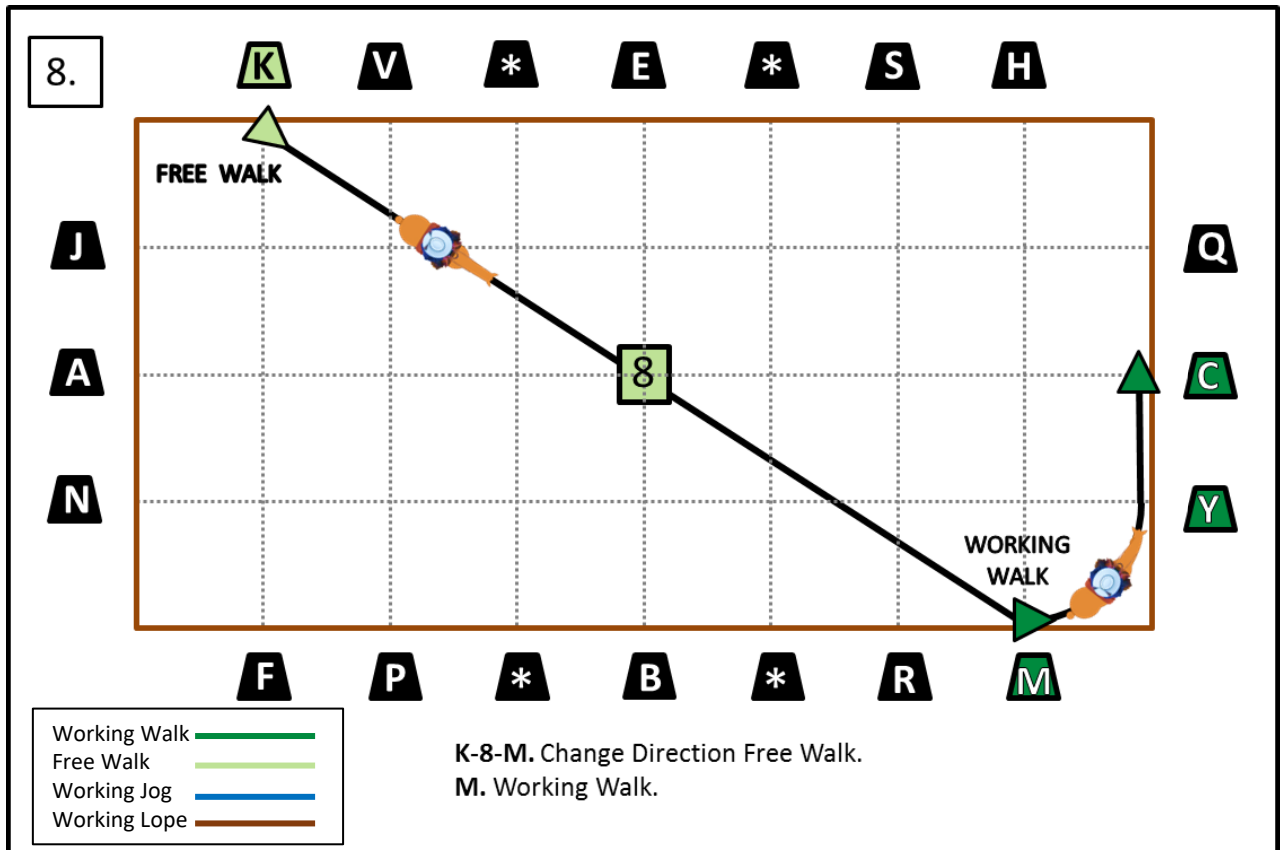 8.
K V * E * S H
FREE WALK
J Q
A 8 C
N Y
WORKING
WALK
F P * B * R M
Working Walk
Free Walk
Working Jog
Working Lope
K-8-M. Change Direction Free Walk.
M. Working Walk.